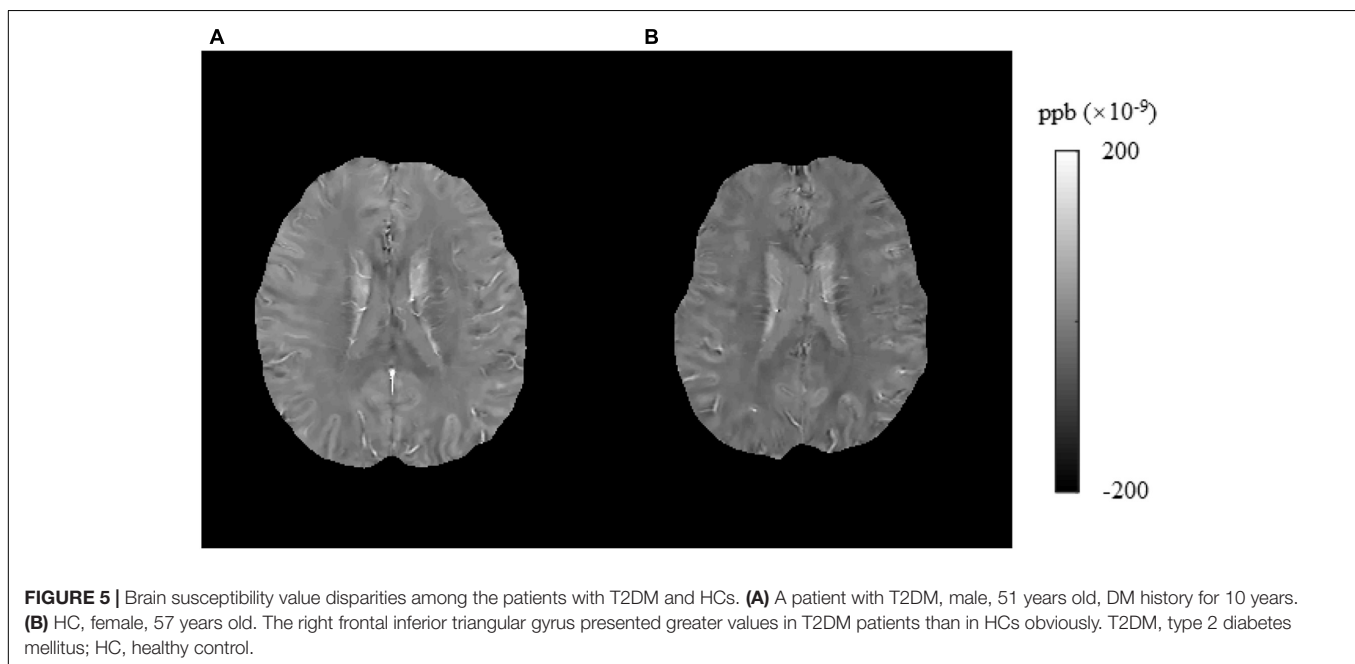 A
B
ppb (×10⁻⁹)
200
-200
FIGURE 5 | Brain susceptibility value disparities among the patients with T2DM and HCs. (A) A patient with T2DM, male, 51 years old, DM history for 10 years.
(B) HC, female, 57 years old. The right frontal inferior triangular gyrus presented greater values in T2DM patients than in HCs obviously. T2DM, type 2 diabetes
mellitus; HC, healthy control.